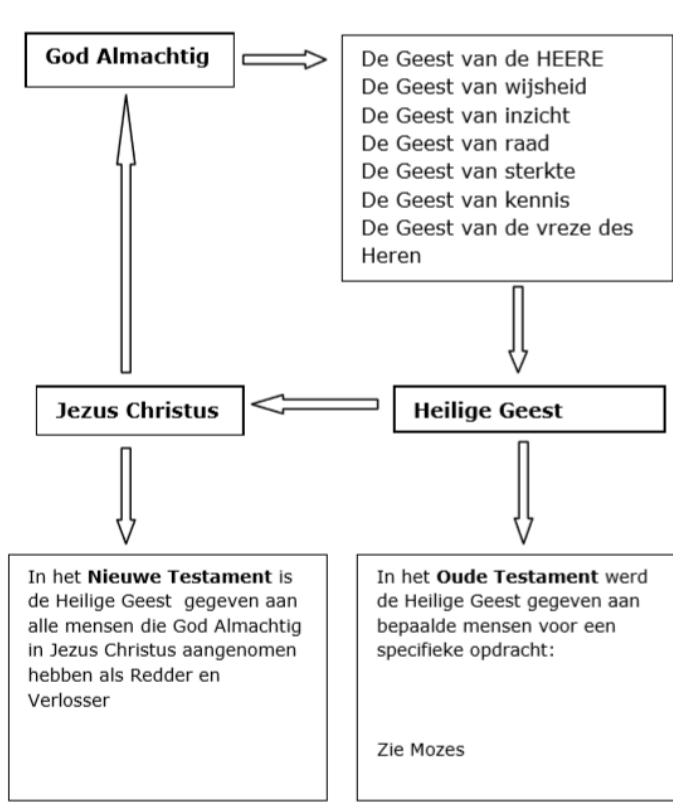 God Almachtig
De Geest van de HEERE
De Geest van wijsheid
De Geest van inzicht
De Geest van raad
De Geest van sterkte
De Geest van kennis
De Geest van de vreze des
Heren
Jezus Christus
Heilige Geest
In het Nieuwe Testament is
de Heilige Geest gegeven aan
alle mensen die God Almachtig
in Jezus Christus aangenomen
hebben als Redder en
Verlosser
In het Oude Testament werd
de Heilige Geest gegeven aan
bepaalde mensen voor een
specifieke opdracht:
Zie Mozes